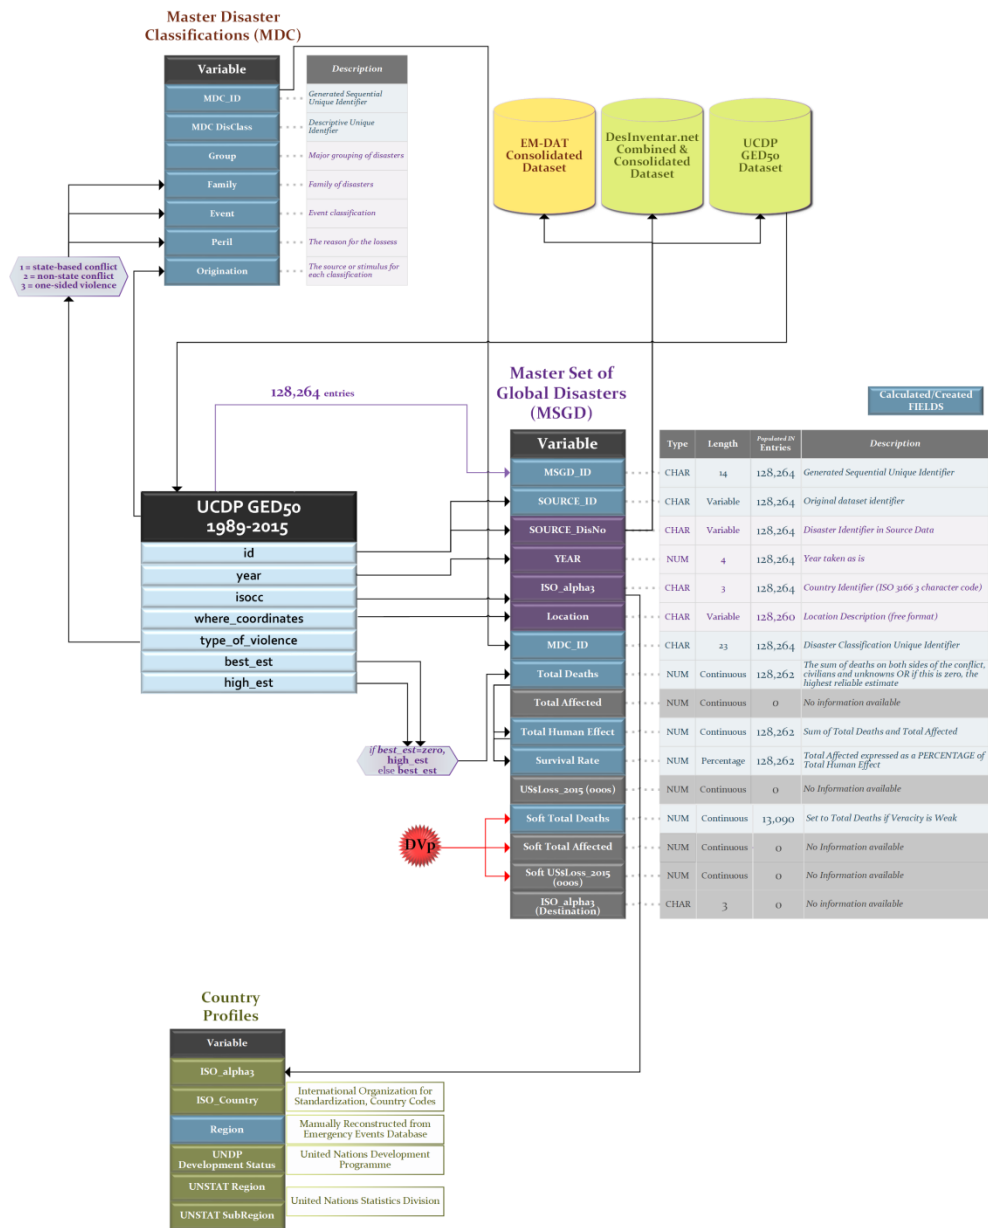 Master Disaster
Classifications (MDC)
Variable
Description
MDC_ID
Generated Sequential
Unique Identifier
MDC DisClass
Descriptive Unique
Identfier
Group
Major grouping of disasters
Family
Family of disasters
Event
Event classification
Peril
The reason for the lossess
Origination
The source or stimulus for
each classification
1 = state-based conflict
2 = non-state conflict
3 = one-sided violence
EM-DAT
Consolidated
Dataset
DesInventar.net
Combined &
Consolidated
Dataset
UCDP
GED50
Dataset
128,264 entries
Master Set of
Global Disasters
(MSGD)
Calculated/Created
FIELDS
UCDP GED50
1989-2015
id
year
isocc
where_coordinates
type_of_violence
best_est
high_est
if best_est=zero,
high_est
else best_est
DVp
Variable
Type
Length
Populated IN
Entries
Description
MSGD_ID
CHAR
14
128,264
Generated Sequential Unique Identifier
SOURCE_ID
CHAR
Variable
128,264
Original dataset identifier
SOURCE_DisNo
CHAR
Variable
128,264
Disaster Identifier in Source Data
YEAR
NUM
4
128,264
Year taken as is
ISO_alpha3
CHAR
3
128,264
Country Identifier (ISO 3166 3 character code)
Location
CHAR
Variable
128,260
Location Description (free format)
MDC_ID
CHAR
23
128,264
Disaster Classification Unique Identifier
Total Deaths
NUM
Continuous
128,262
The sum of deaths on both sides of the conflict,
civilians and unknowns OR if this is zero, the
highest reliable estimate
Total Affected
NUM
Continuous
0
No information available
Total Human Effect
NUM
Continuous
128,262
Sum of Total Deaths and Total Affected
Survival Rate
NUM
Percentage
128,262
Total Affected expressed as a PERCENTAGE of
Total Human Effect
US$Loss_2015 (000s)
NUM
Continuous
0
No Information available
Soft Total Deaths
NUM
Continuous
13,090
Set to Total Deaths if Veracity is Weak
Soft Total Affected
NUM
Continuous
0
No Information available
Soft US$Loss_2015
(000s)
NUM
Continuous
0
No Information available
ISO_alpha3
(Destination)
CHAR
3
0
No information available
Country
Profiles
Variable
ISO_alpha3
ISO_Country
International Organization for
Standardization, Country Codes
Region
Manually Reconstructed from
Emergency Events Database
UNDP
Development Status
United Nations Development
Programme
UNSTAT Region
United Nations Statistics Division
UNSTAT SubRegion